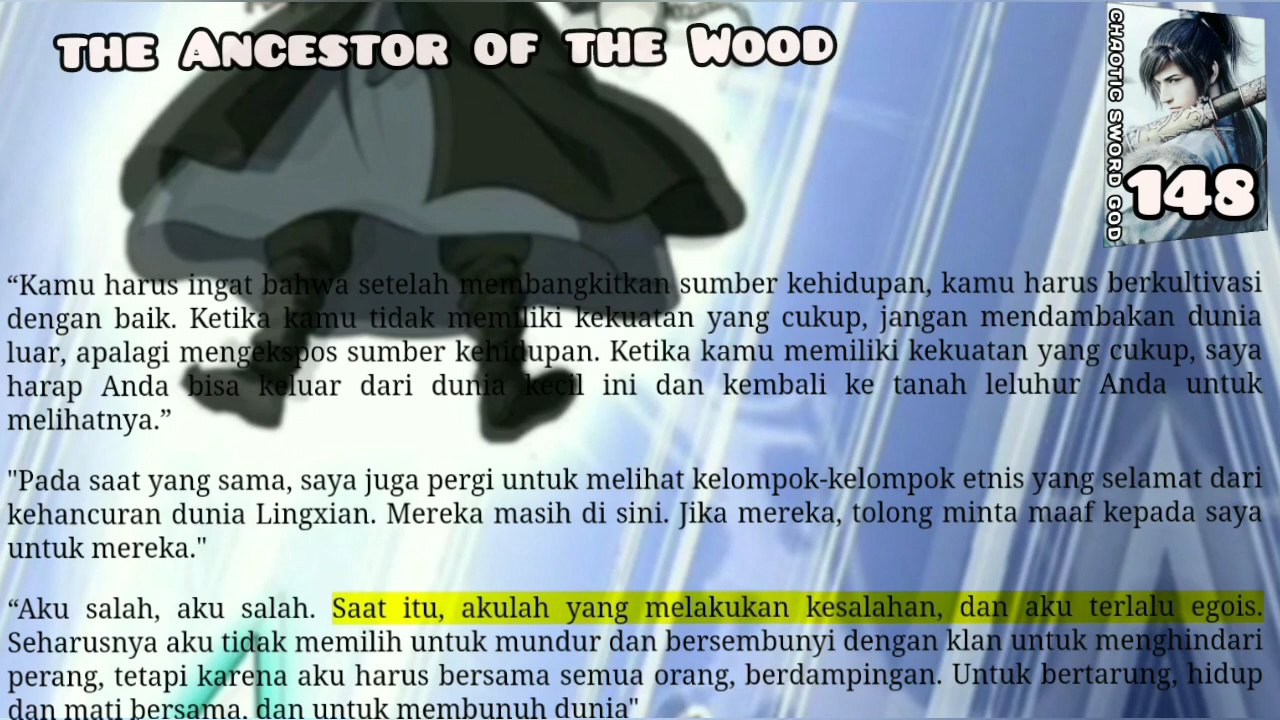 THE ANCESTOR OF THE WOOD
CHAOTIC SWORD GOD
148
“Kamu harus ingat bahwa setelah membangkitkan sumber kehidupan, kamu harus berkultivasi
dengan baik. Ketika kamu tidak memiliki kekuatan yang cukup, jangan mendambakan dunia
luar, apalagi mengekspos sumber kehidupan. Ketika kamu memiliki kekuatan yang cukup, saya
harap Anda bisa keluar dari dunia kecil ini dan kembali ke tanah leluhur Anda untuk
melihatnya.”
"Pada saat yang sama, saya juga pergi untuk melihat kelompok-kelompok etnis yang selamat dari
kehancuran dunia Lingxian. Mereka masih di sini. Jika mereka, tolong minta maaf kepada saya
untuk mereka."
“Aku salah, aku salah. Saat itu, akulah yang melakukan kesalahan, dan aku terlalu egois.
Seharusnya aku tidak memilih untuk mundur dan bersembunyi dengan klan untuk menghindari
perang, tetapi karena aku harus bersama semua orang, berdampingan. Untuk bertarung, hidup
dan mati bersama, dan untuk membunuh dunia"